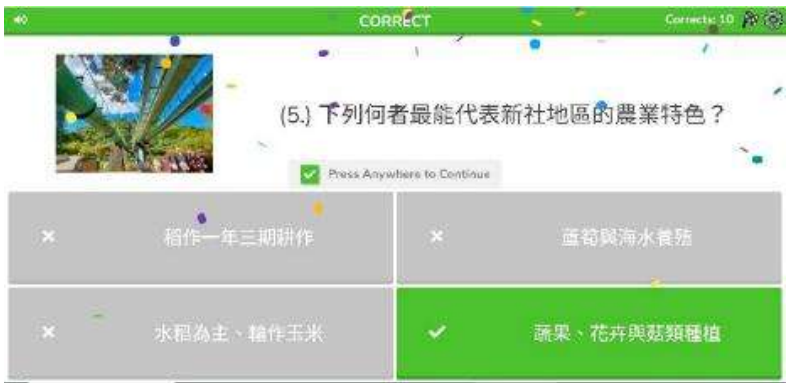 CORRECT
Corrects: 10
(5.) 下列何者最能代表新社地區的農業特色？
Press Anywhere to Continue
稻作一年三期耕作
蘆筍與海水養殖
水稻為主、輪作玉米
蔬果、花卉與菇類種植